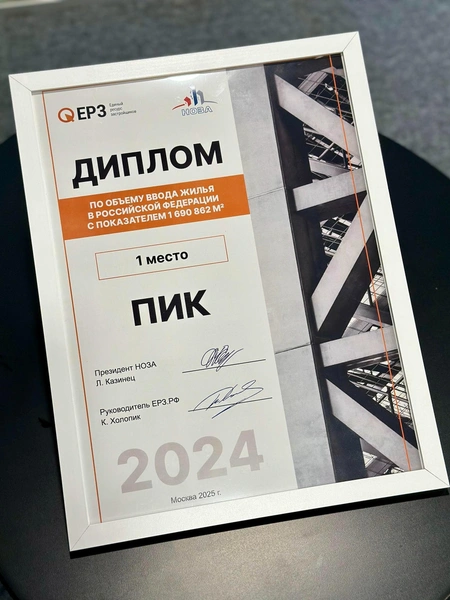 ЕРЗ
Единый
ресурс
застройщиков
НОЗА
ДИПЛОМ
ПО ОБЪЕМУ ВВОДА ЖИЛЬЯ
В РОССИЙСКОЙ ФЕДЕРАЦИИ
С ПОКАЗАТЕЛЕМ 1 690 862 М²
1 место
ПИК
Президент НОЗА
Л. Казинец
Руководитель ЕРЗ.РФ
К. Холопик
2024
Москва 2025 г.